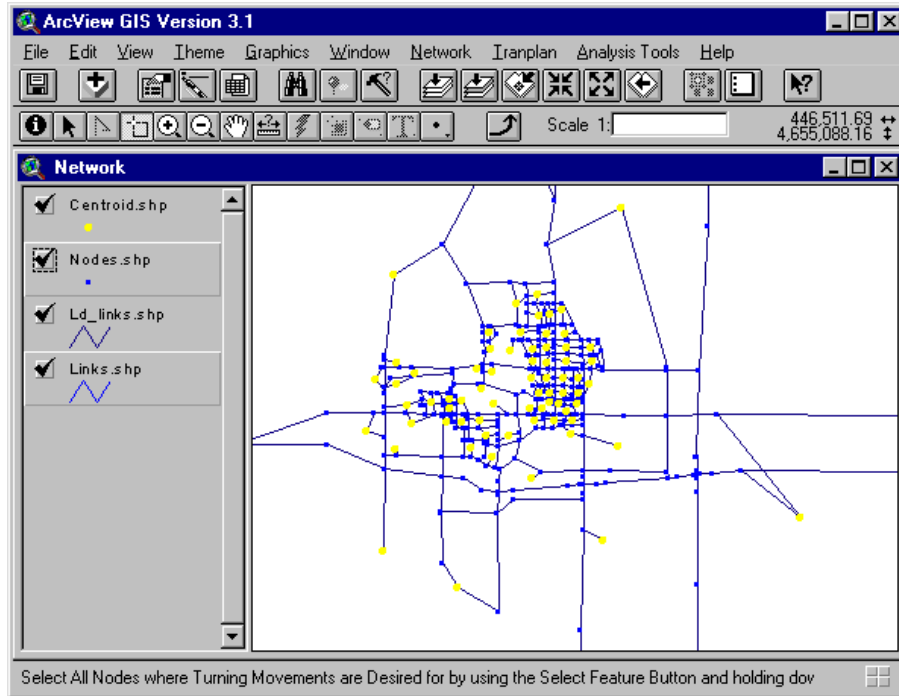 ArcView GIS Version 3.1
File Edit View Theme Graphics Window Network Tranplan Analysis Tools Help
Scale 1:
446,511.69
4,655,088.16
Network
Centroid.shp
Nodes.shp
Ld_links.shp
Links.shp
Select All Nodes where Turning Movements are Desired for by using the Select Feature Button and holding dov